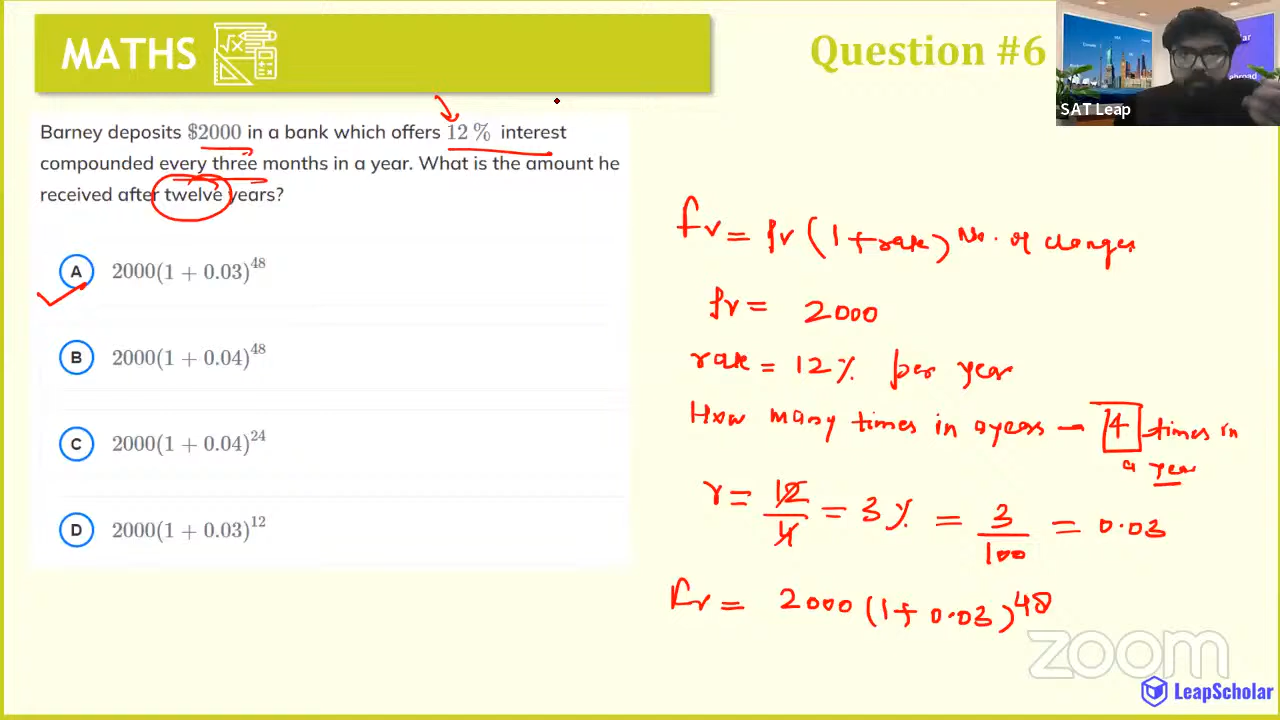 MATHS
Question #6
SAT Leap
Barney deposits $2000 in a bank which offers 12 % interest
compounded every three months in a year. What is the amount he
received after twelve years?
A 2000(1 + 0.03)^48
B 2000(1 + 0.04)^48
C 2000(1 + 0.04)^24
D 2000(1 + 0.03)^12
fv = Pv (1 + rate) No. of changes
Pv = 2000
rate = 12 % per year
How many times in a years → 4 times in
a year
r = 12/4 = 3 % = 3/100 = 0.03
Fv = 2000 (1 + 0.03)^48
zoom
LeapScholar